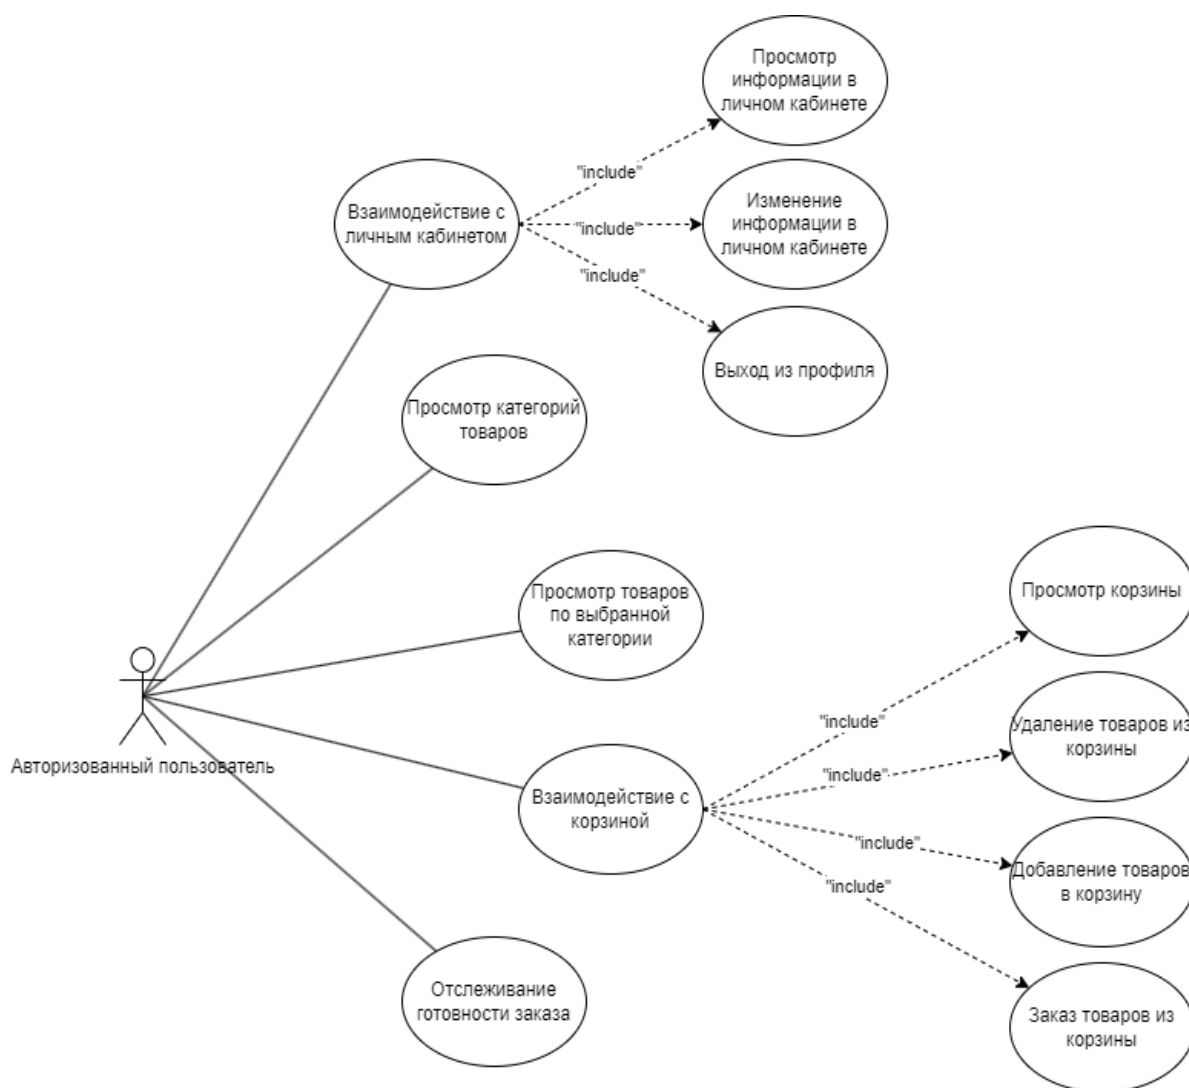 Просмотр
информации в
личном кабинете
"include"
Взаимодействие с
личным кабинетом
"include"
Изменение
информации в
личном кабинете
"include"
Выход из профиля
Просмотр категорий
товаров
Просмотр товаров
по выбранной
категории
Просмотр корзины
"include"
Удаление товаров из
корзины
Авторизованный пользователь
"include"
Взаимодействие с
корзиной
"include"
Добавление товаров
в корзину
"include"
Отслеживание
готовности заказа
Заказ товаров из
корзины